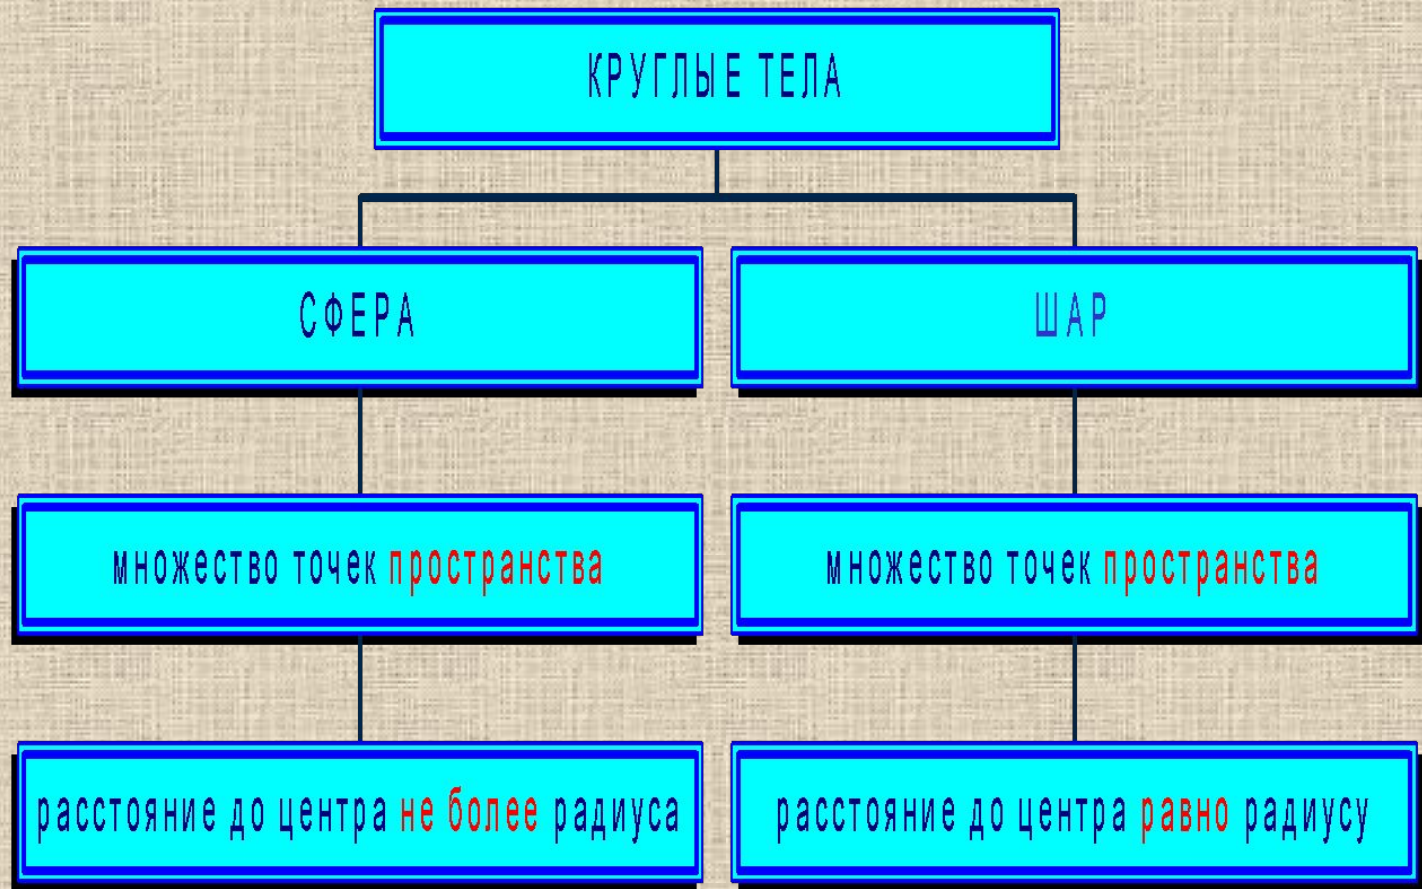 КРУГЛЫЕ ТЕЛА
СФЕРА
ШАР
множество точек пространства
множество точек пространства
расстояние до центра не более радиуса
расстояние до центра равно радиусу